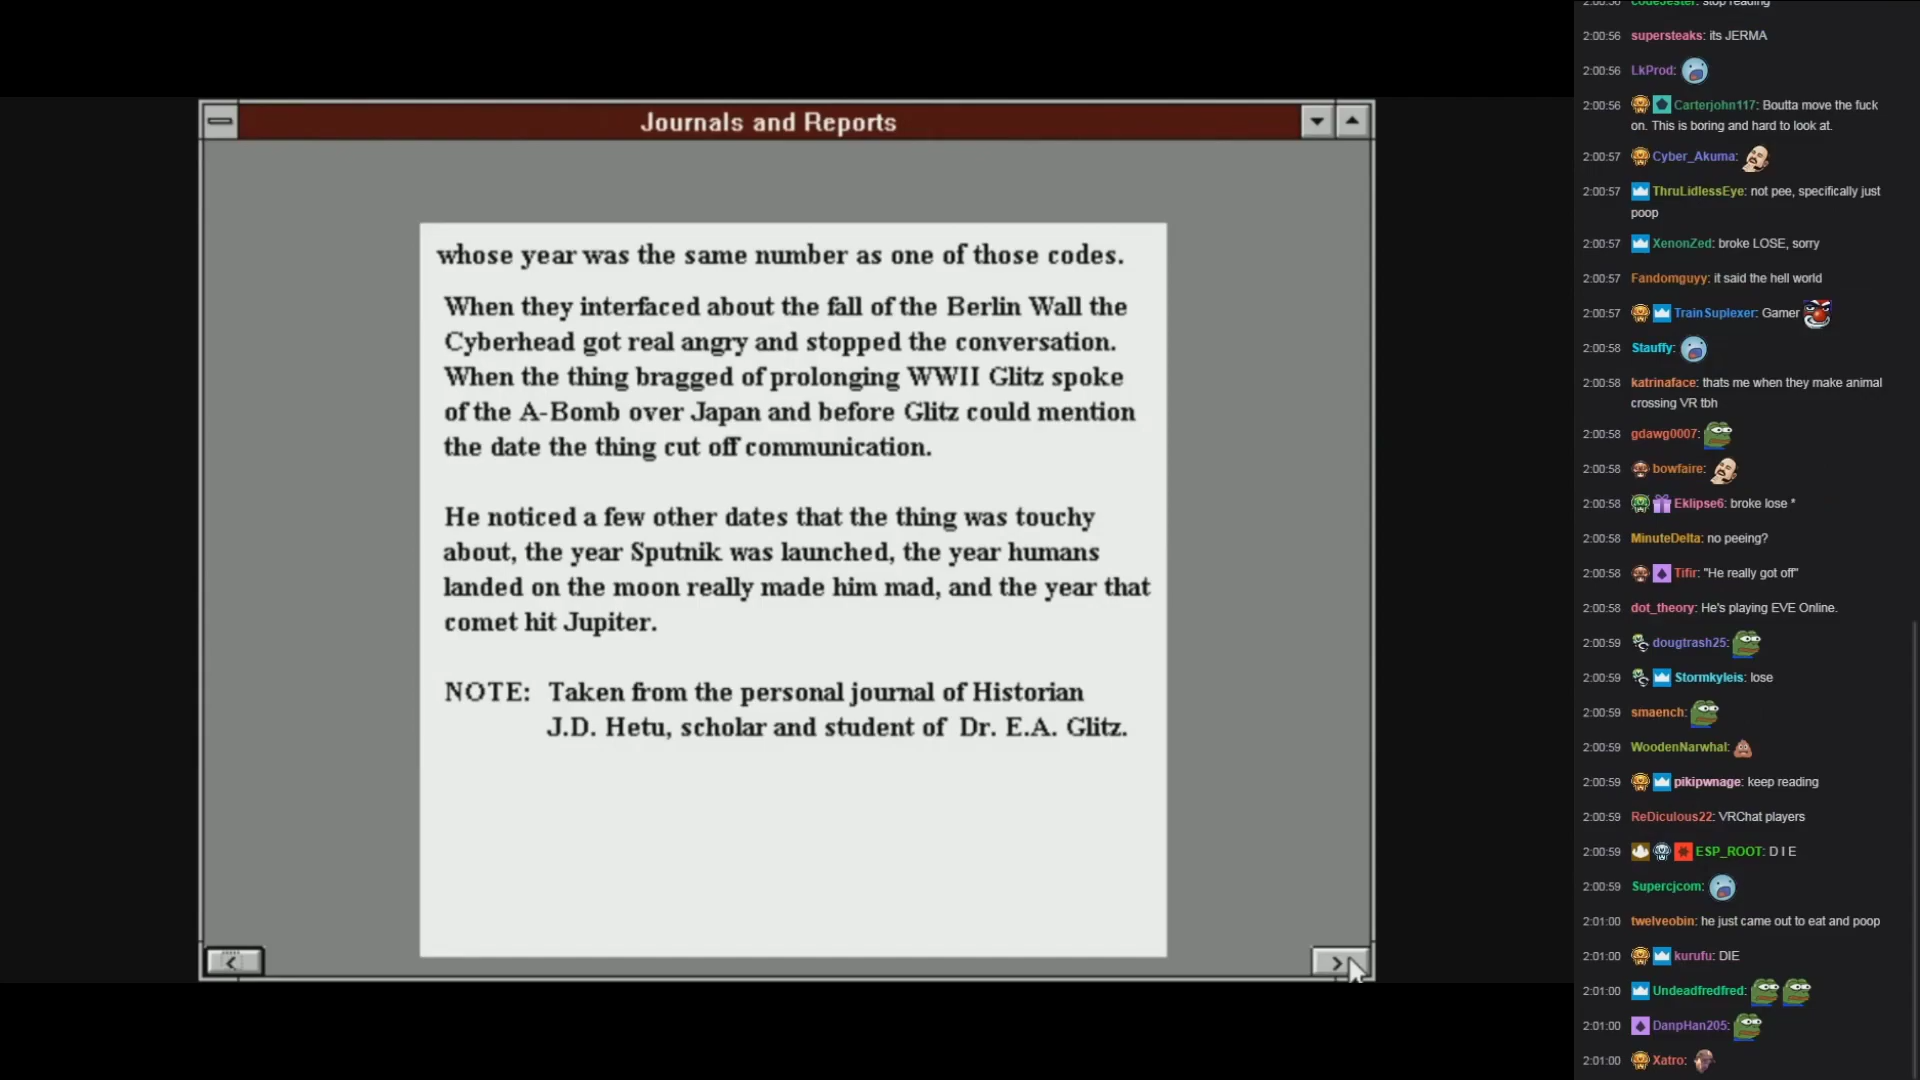 Journals and Reports
whose year was the same number as one of those codes.
When they interfaced about the fall of the Berlin Wall the
Cyberhead got real angry and stopped the conversation.
When the thing bragged of prolonging WWII Glitz spoke
of the A-Bomb over Japan and before Glitz could mention
the date the thing cut off communication.
He noticed a few other dates that the thing was touchy
about, the year Sputnik was launched, the year humans
landed on the moon really made him mad, and the year that
comet hit Jupiter.
NOTE: Taken from the personal journal of Historian
J.D. Hetu, scholar and student of Dr. E.A. Glitz.
2:00:56 codeJester: stop reading
2:00:56 supersteaks: its JERMA
2:00:56 LkProd:
2:00:56 Carterjohn117: Boutta move the fuck
on. This is boring and hard to look at.
2:00:57 Cyber_Akuma:
2:00:57 ThruLidlessEye: not pee, specifically just
poop
2:00:57 XenonZed: broke LOSE, sorry
2:00:57 Fandomguyy: it said the hell world
2:00:57 TrainSuplexer: Gamer
2:00:58 Stauffy:
2:00:58 katrinaface: thats me when they make animal
crossing VR tbh
2:00:58 gdawg0007:
2:00:58 bowfaire:
2:00:58 Eklipse6: broke lose *
2:00:58 MinuteDelta: no peeing?
2:00:58 Tifir: "He really got off"
2:00:58 dot_theory: He's playing EVE Online.
2:00:59 dougtrash25:
2:00:59 Stormkyleis: lose
2:00:59 smaench:
2:00:59 WoodenNarwhal:
2:00:59 pikipwnage: keep reading
2:00:59 ReDiculous22: VRChat players
2:00:59 ESP_ROOT: D I E
2:00:59 Supercjcom:
2:01:00 twelveobin: he just came out to eat and poop
2:01:00 kurufu: DIE
2:01:00 Undeadfredfred:
2:01:00 DanpHan205:
2:01:00 Xatro: